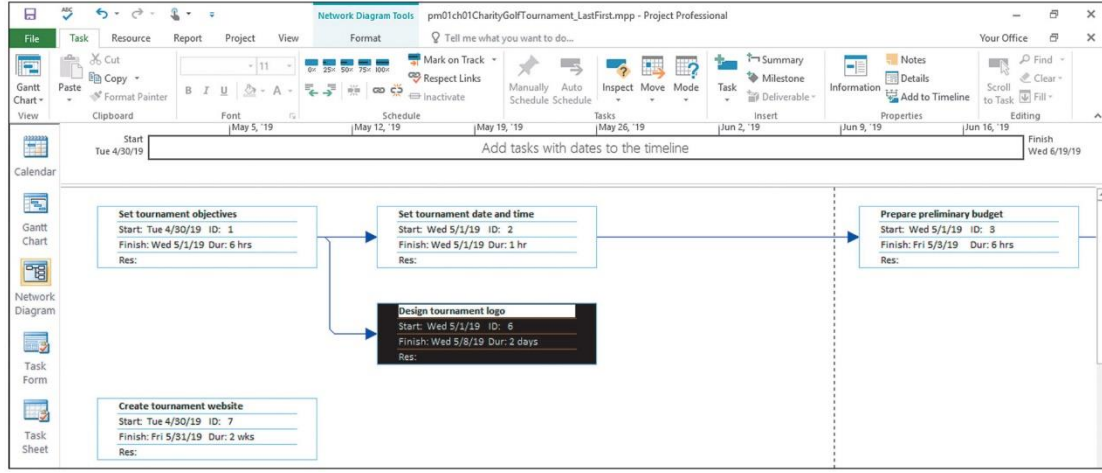 Network Diagram Tools pm01ch01CharityGolfTournament_LastFirst.mpp - Project Professional
File Task Resource Report Project View Format Tell me what you want to do... Your Office
Gantt Chart
Paste
Cut
Copy
Format Painter
11
B I U A
0× 25× 50× 75× 100×
Mark on Track
Respect Links
Inactivate
Manually Schedule
Auto Schedule
Inspect
Move
Mode
Task
Summary
Milestone
Deliverable
Information
Notes
Details
Add to Timeline
Scroll to Task
Find
Clear
Fill
View Clipboard Font Schedule Tasks Insert Properties Editing
May 5, '19 May 12, '19 May 19, '19 May 26, '19 Jun 2, '19 Jun 9, '19 Jun 16, '19
Start
Tue 4/30/19
Add tasks with dates to the timeline
Finish
Wed 6/19/19
Calendar
Gantt Chart
Network Diagram
Task Form
Task Sheet
Set tournament objectives
Start: Tue 4/30/19 ID: 1
Finish: Wed 5/1/19 Dur: 6 hrs
Res:
Set tournament date and time
Start: Wed 5/1/19 ID: 2
Finish: Wed 5/1/19 Dur: 1 hr
Res:
Prepare preliminary budget
Start: Wed 5/1/19 ID: 3
Finish: Fri 5/3/19 Dur: 6 hrs
Res:
Design tournament logo
Start: Wed 5/1/19 ID: 6
Finish: Wed 5/8/19 Dur: 2 days
Res:
Create tournament website
Start: Tue 4/30/19 ID: 7
Finish: Fri 5/31/19 Dur: 2 wks
Res: